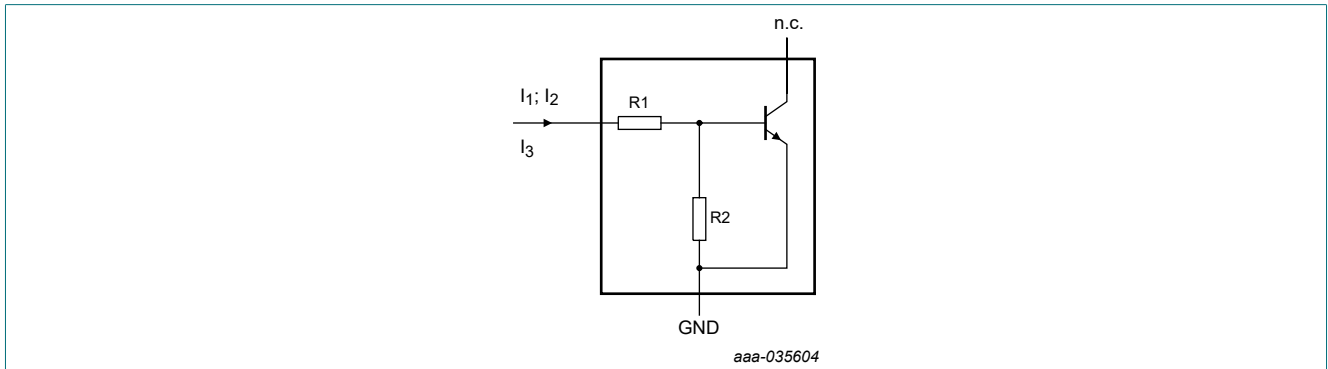 n.c.
I1; I2
I3
R1
R2
GND
aaa-035604